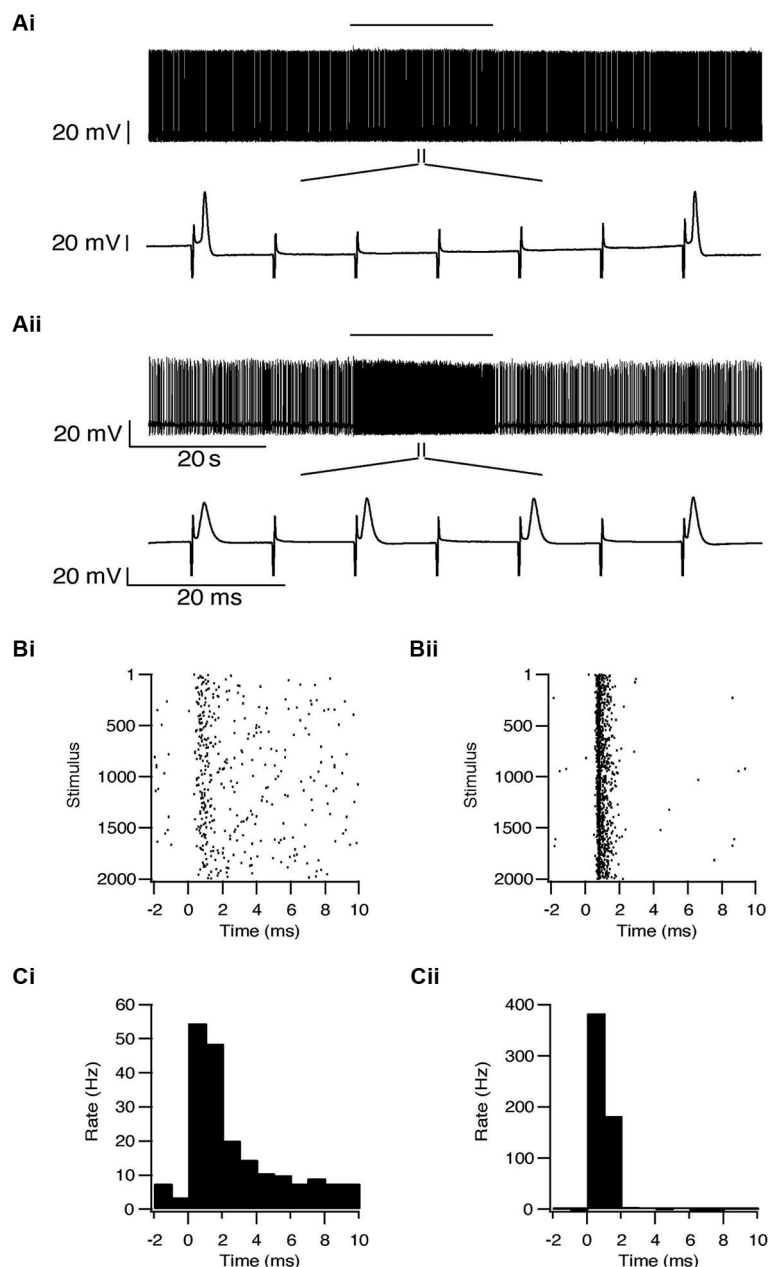 Ai
20 mV
20 mV
Aii
20 mV
20 s
20 mV
20 ms
Bi
Bii
1
500
1000
1500
2000
Stimulus
-2 0 2 4 6 8 10
Time (ms)
1
500
1000
1500
2000
Stimulus
-2 0 2 4 6 8 10
Time (ms)
Ci
Cii
60
50
40
30
20
10
0
Rate (Hz)
-2 0 2 4 6 8 10
Time (ms)
400
300
200
100
0
Rate (Hz)
-2 0 2 4 6 8 10
Time (ms)